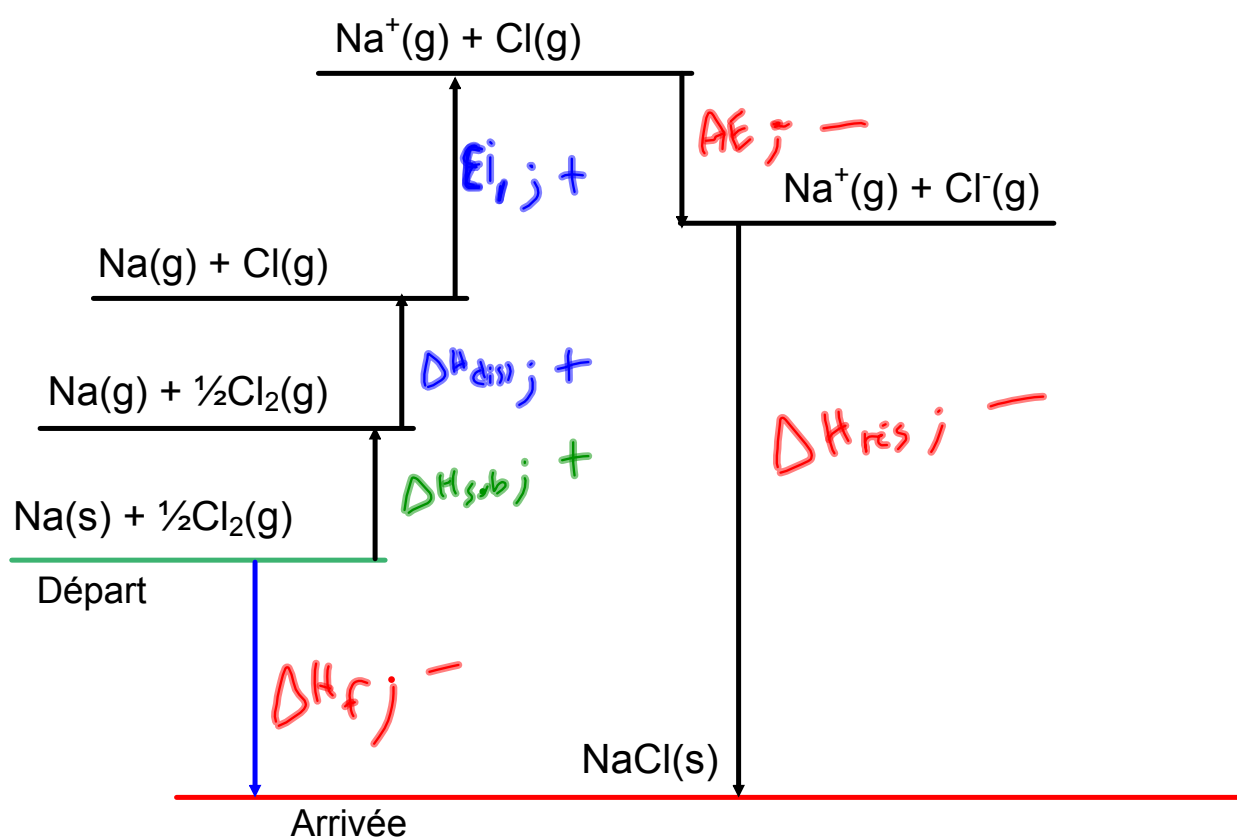 Na⁺(g) + Cl(g)
AE ; −
Ei₁ ; +
Na⁺(g) + Cl⁻(g)
Na(g) + Cl(g)
ΔH diss ; +
Na(g) + ½Cl₂(g)
ΔH rés ; −
ΔH sub ; +
Na(s) + ½Cl₂(g)
Départ
ΔH f ; −
NaCl(s)
Arrivée